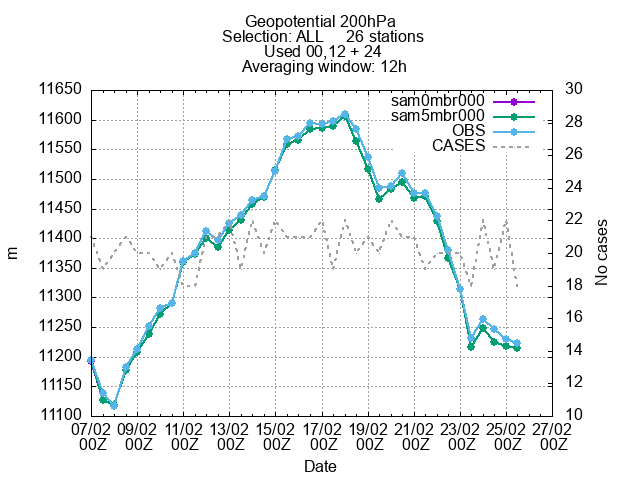 Geopotential 200hPa
Selection: ALL 26 stations
Used 00,12 + 24
Averaging window: 12h
sam0mbr000
sam5mbr000
OBS
CASES
11650
11600
11550
11500
11450
11400
11350
11300
11250
11200
11150
11100
m
30
28
26
24
22
20
18
16
14
12
10
No cases
07/02 09/02 11/02 13/02 15/02 17/02 19/02 21/02 23/02 25/02 27/02
00Z 00Z 00Z 00Z 00Z 00Z 00Z 00Z 00Z 00Z 00Z
Date